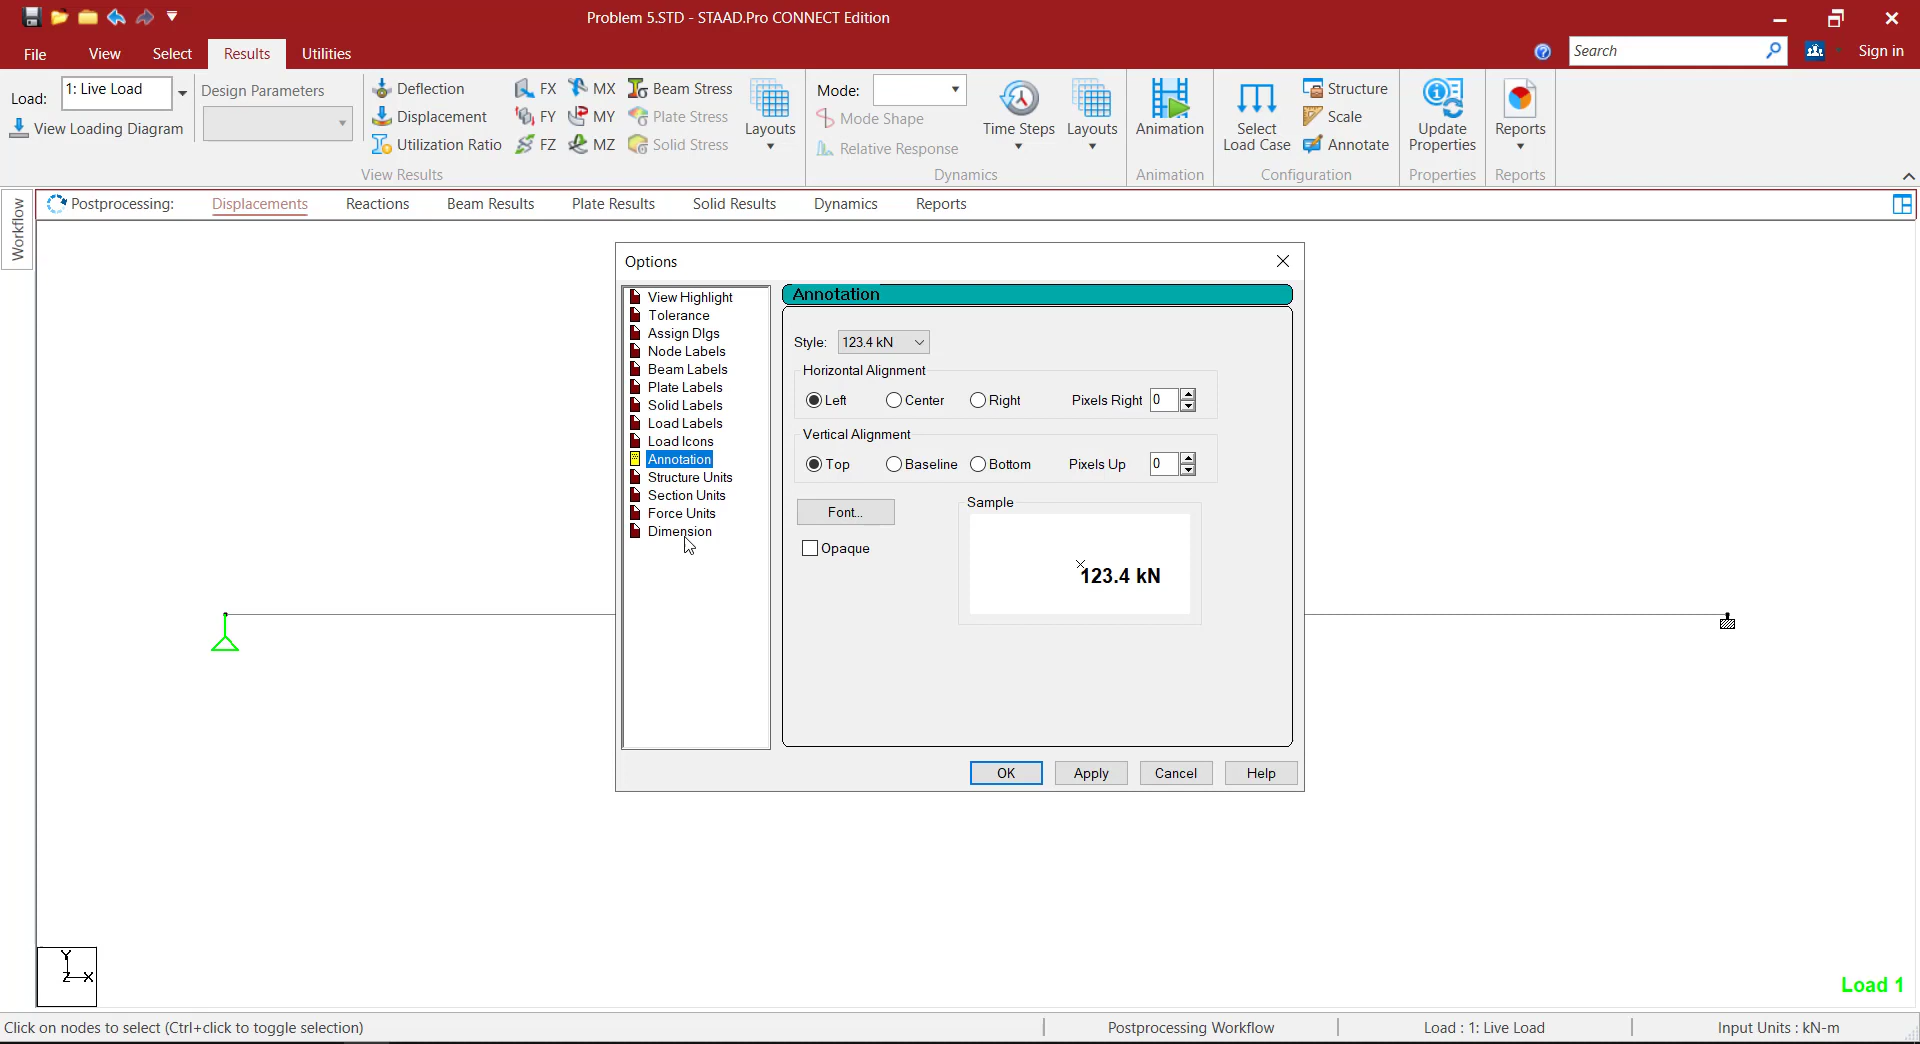 Problem 5.STD - STAAD.Pro CONNECT Edition
File View Select Results Utilities Search Sign in
Load: 1: Live Load
View Loading Diagram
Design Parameters
Deflection
Displacement
Utilization Ratio
FX MX Beam Stress
FY MY Plate Stress
FZ MZ Solid Stress
Layouts
View Results
Mode:
Mode Shape
Relative Response
Time Steps
Layouts
Dynamics
Animation
Animation
Select
Load Case
Structure
Scale
Annotate
Configuration
Update
Properties
Properties
Reports
Reports
Workflow
Postprocessing: Displacements Reactions Beam Results Plate Results Solid Results Dynamics Reports
Options
View Highlight
Tolerance
Assign Dlgs
Node Labels
Beam Labels
Plate Labels
Solid Labels
Load Labels
Load Icons
Annotation
Structure Units
Section Units
Force Units
Dimension
Annotation
Style: 123.4 kN
Horizontal Alignment
Left Center Right Pixels Right 0
Vertical Alignment
Top Baseline Bottom Pixels Up 0
Font...
Opaque
Sample
123.4 kN
OK Apply Cancel Help
Y
Z X
Load 1
Click on nodes to select (Ctrl+click to toggle selection) Postprocessing Workflow Load : 1: Live Load Input Units : kN-m